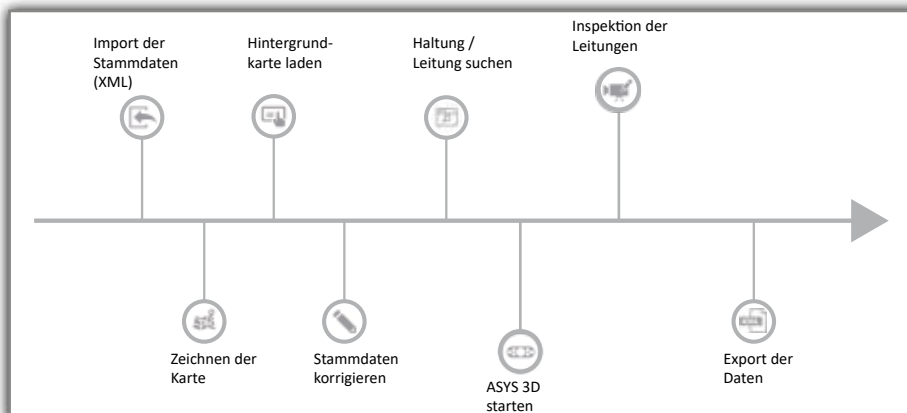 Import der
Stammdaten
(XML)
Hintergrund-
karte laden
Haltung /
Leitung suchen
Inspektion der
Leitungen
Zeichnen der
Karte
Stammdaten
korrigieren
ASYS 3D
starten
Export der
Daten